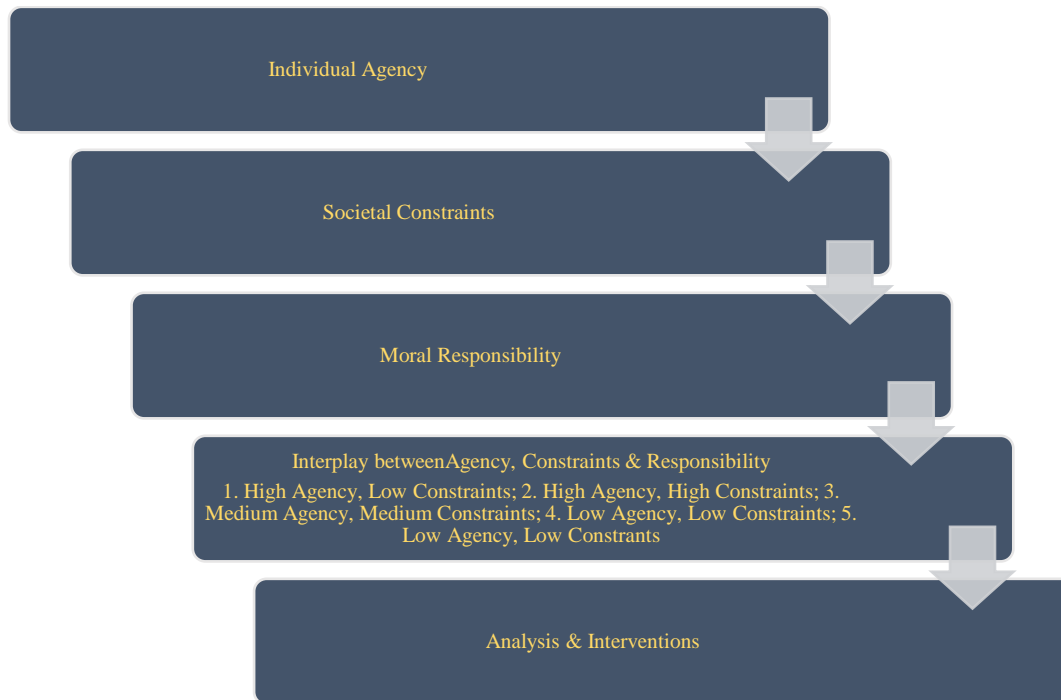 Individual Agency
Societal Constraints
Moral Responsibility
Interplay betweenAgency, Constraints & Responsibility
1. High Agency, Low Constraints; 2. High Agency, High Constraints; 3.
Medium Agency, Medium Constraints; 4. Low Agency, Low Constraints; 5.
Low Agency, Low Constrants
Analysis & Interventions